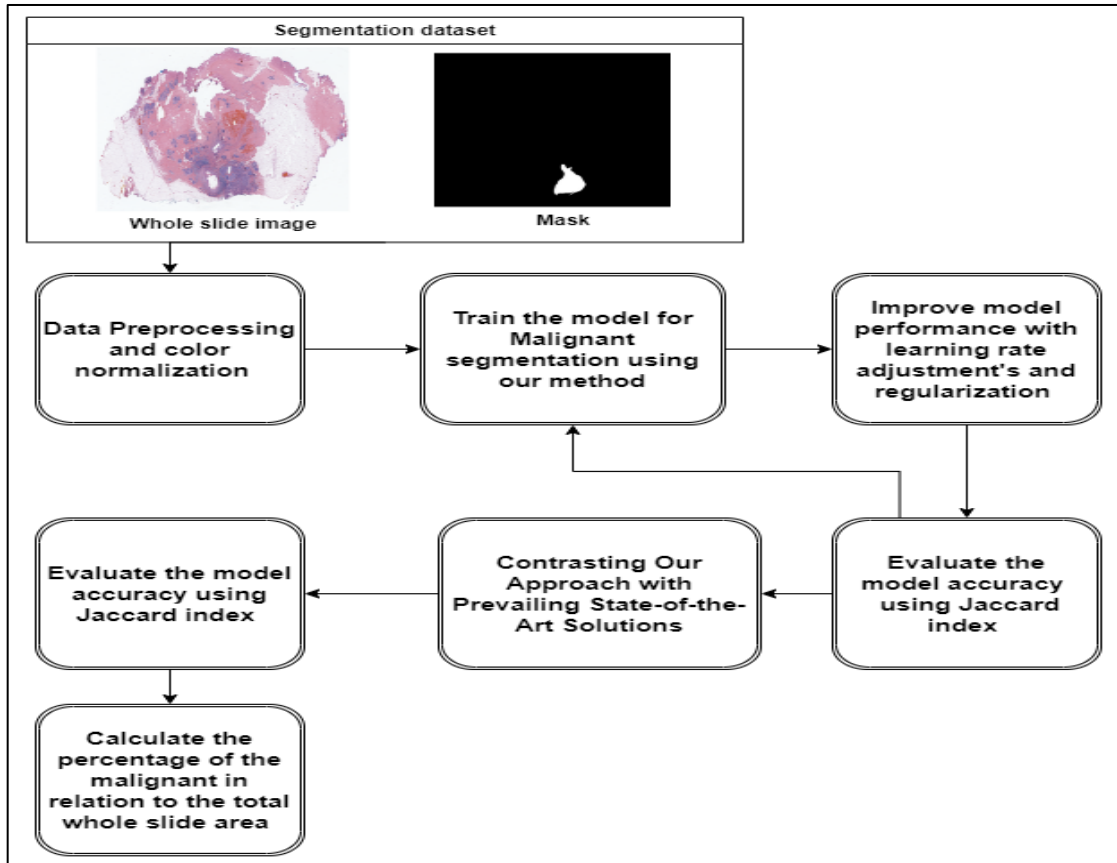 Segmentation dataset
Whole slide image
Mask
Data Preprocessing
and color
normalization
Train the model for
Malignant
segmentation using
our method
Improve model
performance with
learning rate
adjustment's and
regularization
Evaluate the
model accuracy
using Jaccard
index
Contrasting Our
Approach with
Prevailing State-of-the-
Art Solutions
Evaluate the model
accuracy using
Jaccard index
Calculate the
percentage of the
malignant in
relation to the total
whole slide area